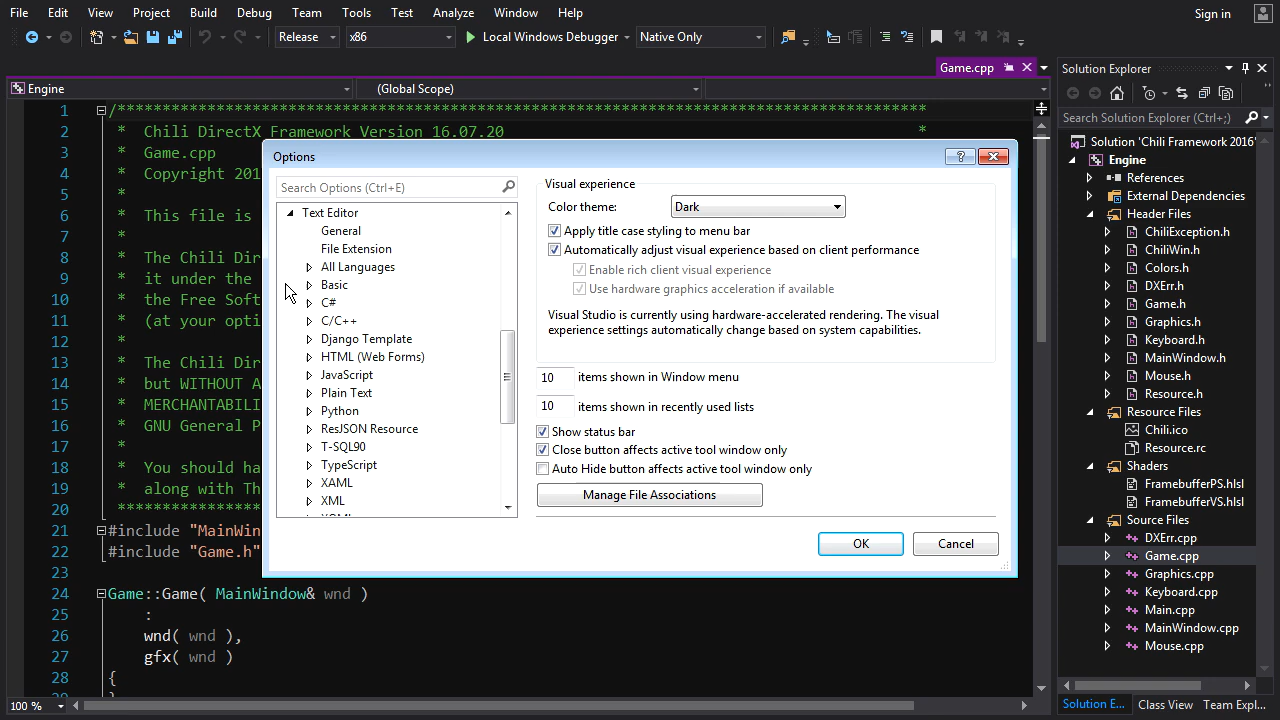 File Edit View Project Build Debug Team Tools Test Analyze Window Help Sign in
Release x86 Local Windows Debugger Native Only
Game.cpp
Engine (Global Scope)
1 /******************************************************************************************
2 * Chili DirectX Framework Version 16.07.20 *
3 * Game.cpp
4 * Copyright 201
5 *
6 * This file is
7 *
8 * The Chili Dir
9 * it under the
10 * the Free Soft
11 * (at your opti
12 *
13 * The Chili Dir
14 * but WITHOUT A
15 * MERCHANTABILI
16 * GNU General P
17 *
18 * You should ha
19 * along with Th
20 *****************
21 #include "MainWin
22 #include "Game.h"
23
24 Game::Game( MainWindow& wnd )
25 :
26 wnd( wnd ),
27 gfx( wnd )
28 {
29 }
100 %
Options
Search Options (Ctrl+E)
Text Editor
General
File Extension
All Languages
Basic
C#
C/C++
Django Template
HTML (Web Forms)
JavaScript
Plain Text
Python
ResJSON Resource
T-SQL90
TypeScript
XAML
XML
Visual experience
Color theme: Dark
Apply title case styling to menu bar
Automatically adjust visual experience based on client performance
Enable rich client visual experience
Use hardware graphics acceleration if available
Visual Studio is currently using hardware-accelerated rendering. The visual
experience settings automatically change based on system capabilities.
10 items shown in Window menu
10 items shown in recently used lists
Show status bar
Close button affects active tool window only
Auto Hide button affects active tool window only
Manage File Associations
OK Cancel
Solution Explorer
Search Solution Explorer (Ctrl+;)
Solution 'Chili Framework 2016'
Engine
References
External Dependencies
Header Files
ChiliException.h
ChiliWin.h
Colors.h
DXErr.h
Game.h
Graphics.h
Keyboard.h
MainWindow.h
Mouse.h
Resource.h
Resource Files
Chili.ico
Resource.rc
Shaders
FramebufferPS.hlsl
FramebufferVS.hlsl
Source Files
DXErr.cpp
Game.cpp
Graphics.cpp
Keyboard.cpp
Main.cpp
MainWindow.cpp
Mouse.cpp
Solution E... Class View Team Expl...